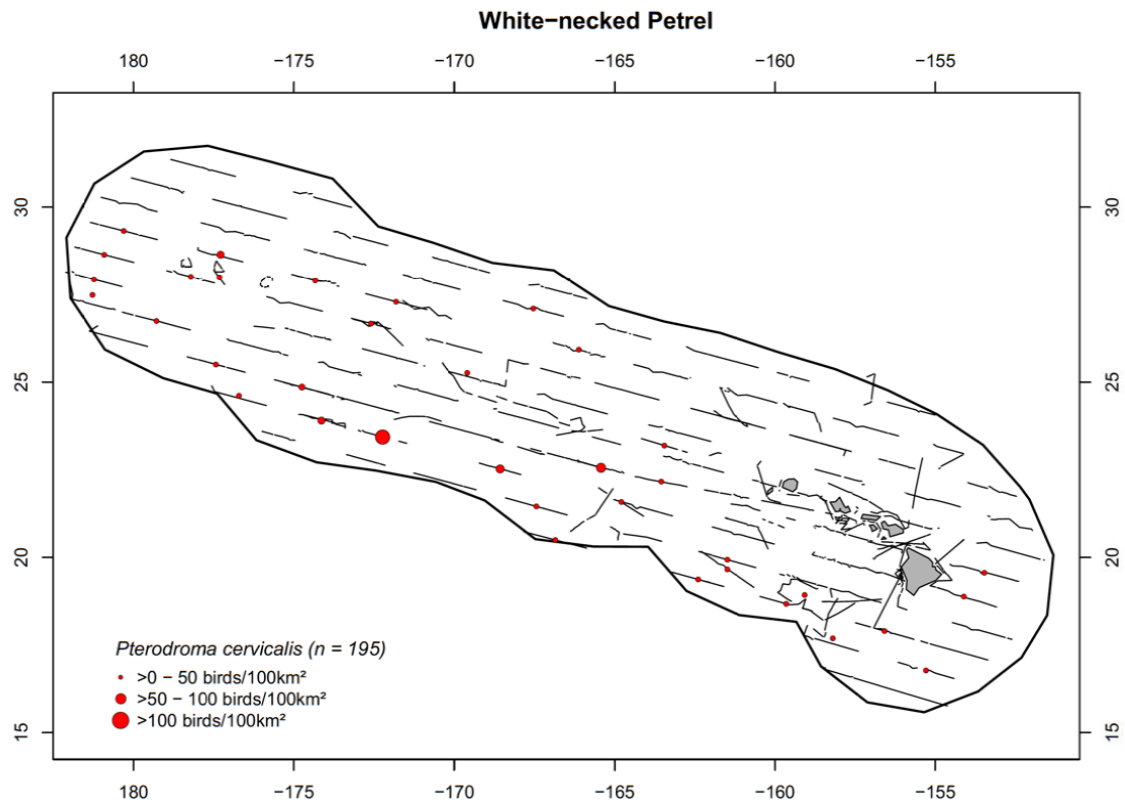 White−necked Petrel
180 −175 −170 −165 −160 −155
30 30
25 25
20 20
15 15
Pterodroma cervicalis (n = 195)
>0 − 50 birds/100km²
>50 − 100 birds/100km²
>100 birds/100km²
180 −175 −170 −165 −160 −155